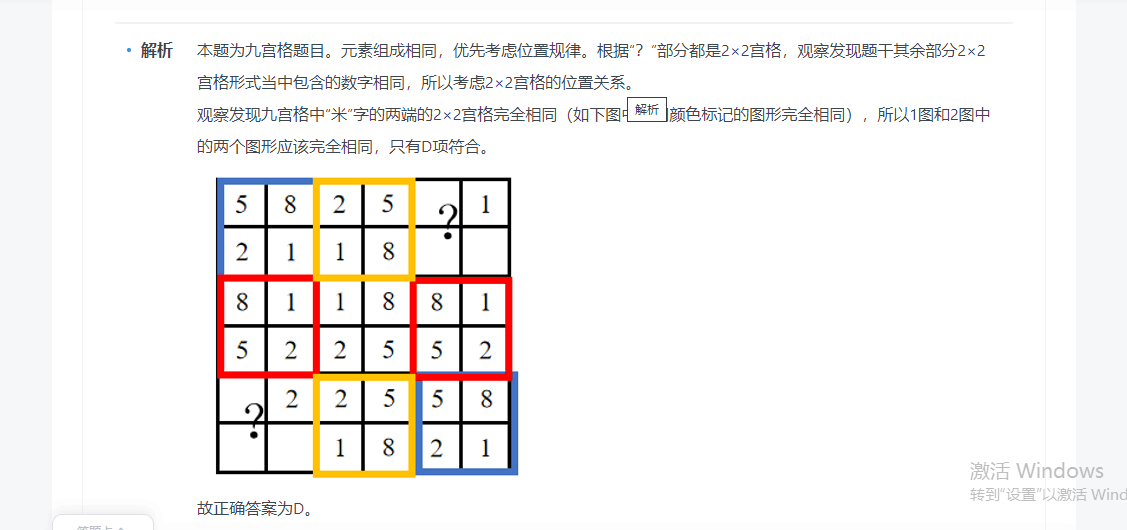 解析 本题为九宫格题目。元素组成相同，优先考虑位置规律。根据“？”部分都是2×2宫格，观察发现题干其余部分2×2
宫格形式当中包含的数字相同，所以考虑2×2宫格的位置关系。
观察发现九宫格中“米”字的两端的2×2宫格完全相同（如下图中 颜色标记的图形完全相同），所以1图和2图中
解析
的两个图形应该完全相同，只有D项符合。
5 8 2 5 ? 1
2 1 1 8
8 1 1 8 8 1
5 2 2 5 5 2
? 2 2 5 5 8
1 8 2 1
激活 Windows
转到“设置”以激活 Wind
故正确答案为D。